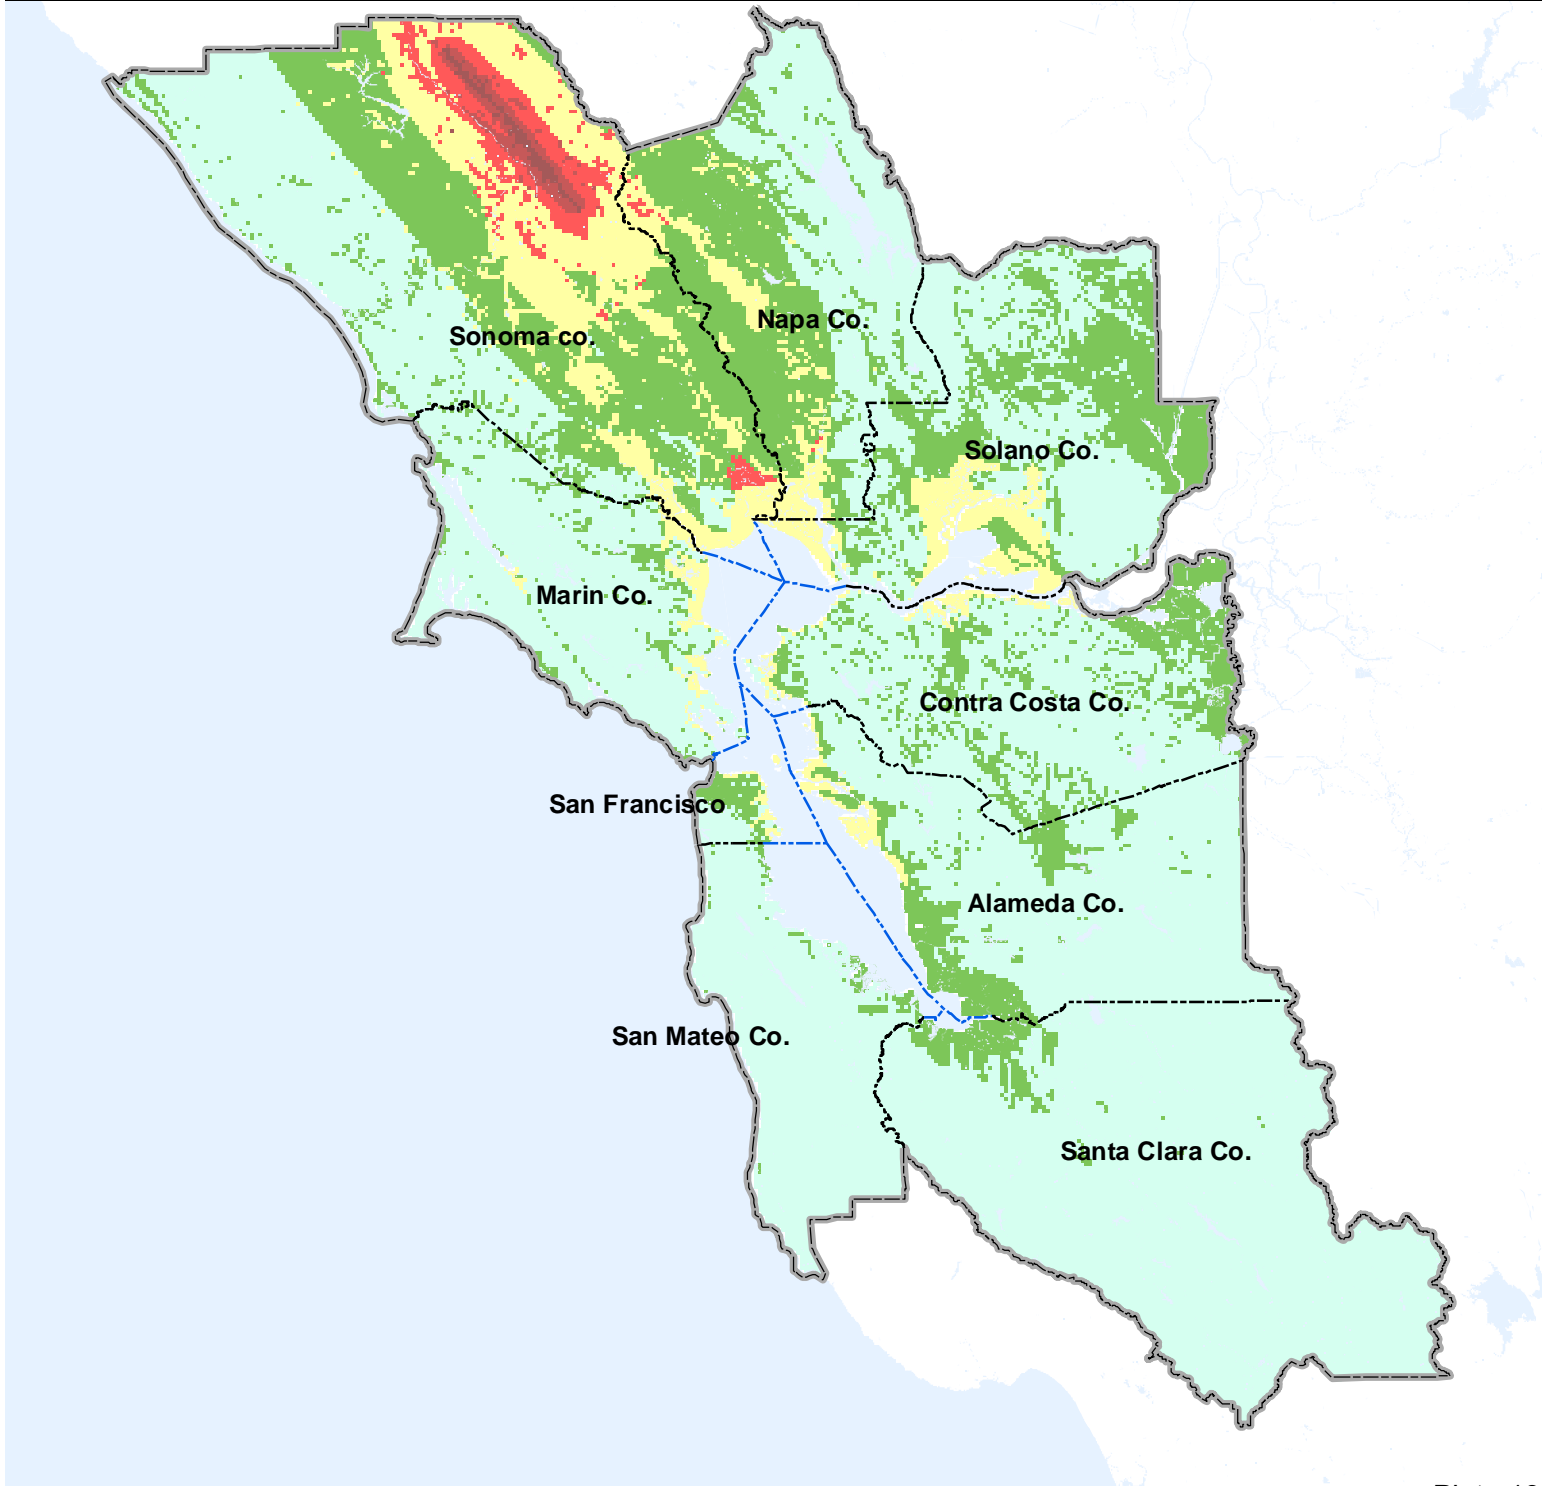 Napa Co.
Sonoma co.
Solano Co.
Marin Co.
Contra Costa Co.
San Francisco
Alameda Co.
San Mateo Co.
Santa Clara Co.